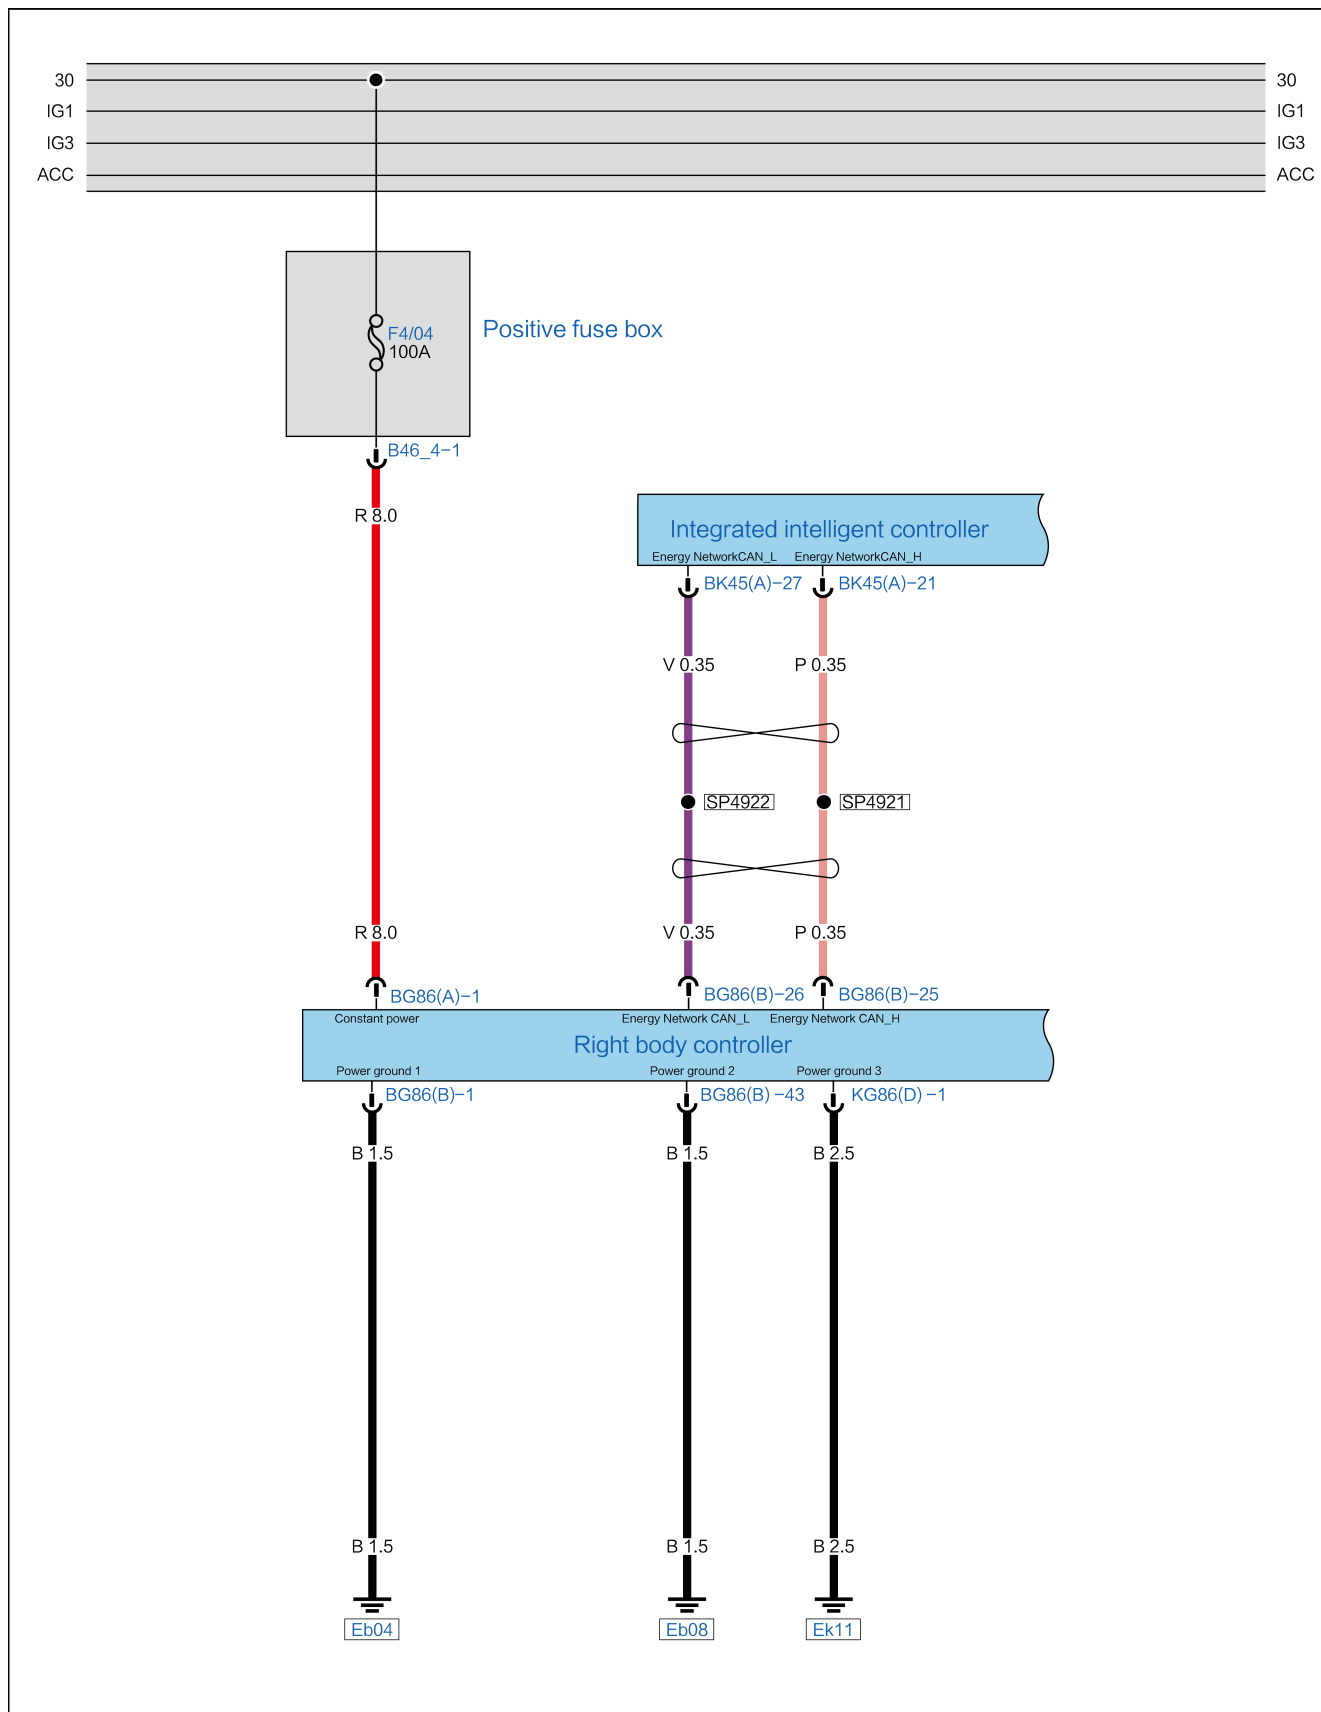 30 30
IG1 IG1
IG3 IG3
ACC ACC
F4/04
100A
Positive fuse box
B46_4-1
R 8.0
Integrated intelligent controller
Energy NetworkCAN_L Energy NetworkCAN_H
BK45(A)-27 BK45(A)-21
V 0.35 P 0.35
SP4922 SP4921
R 8.0 V 0.35 P 0.35
BG86(A)-1 BG86(B)-26 BG86(B)-25
Constant power Energy Network CAN_L Energy Network CAN_H
Right body controller
Power ground 1 Power ground 2 Power ground 3
BG86(B)-1 BG86(B) -43 KG86(D) -1
B 1.5 B 1.5 B 2.5
B 1.5 B 1.5 B 2.5
Eb04 Eb08 Ek11